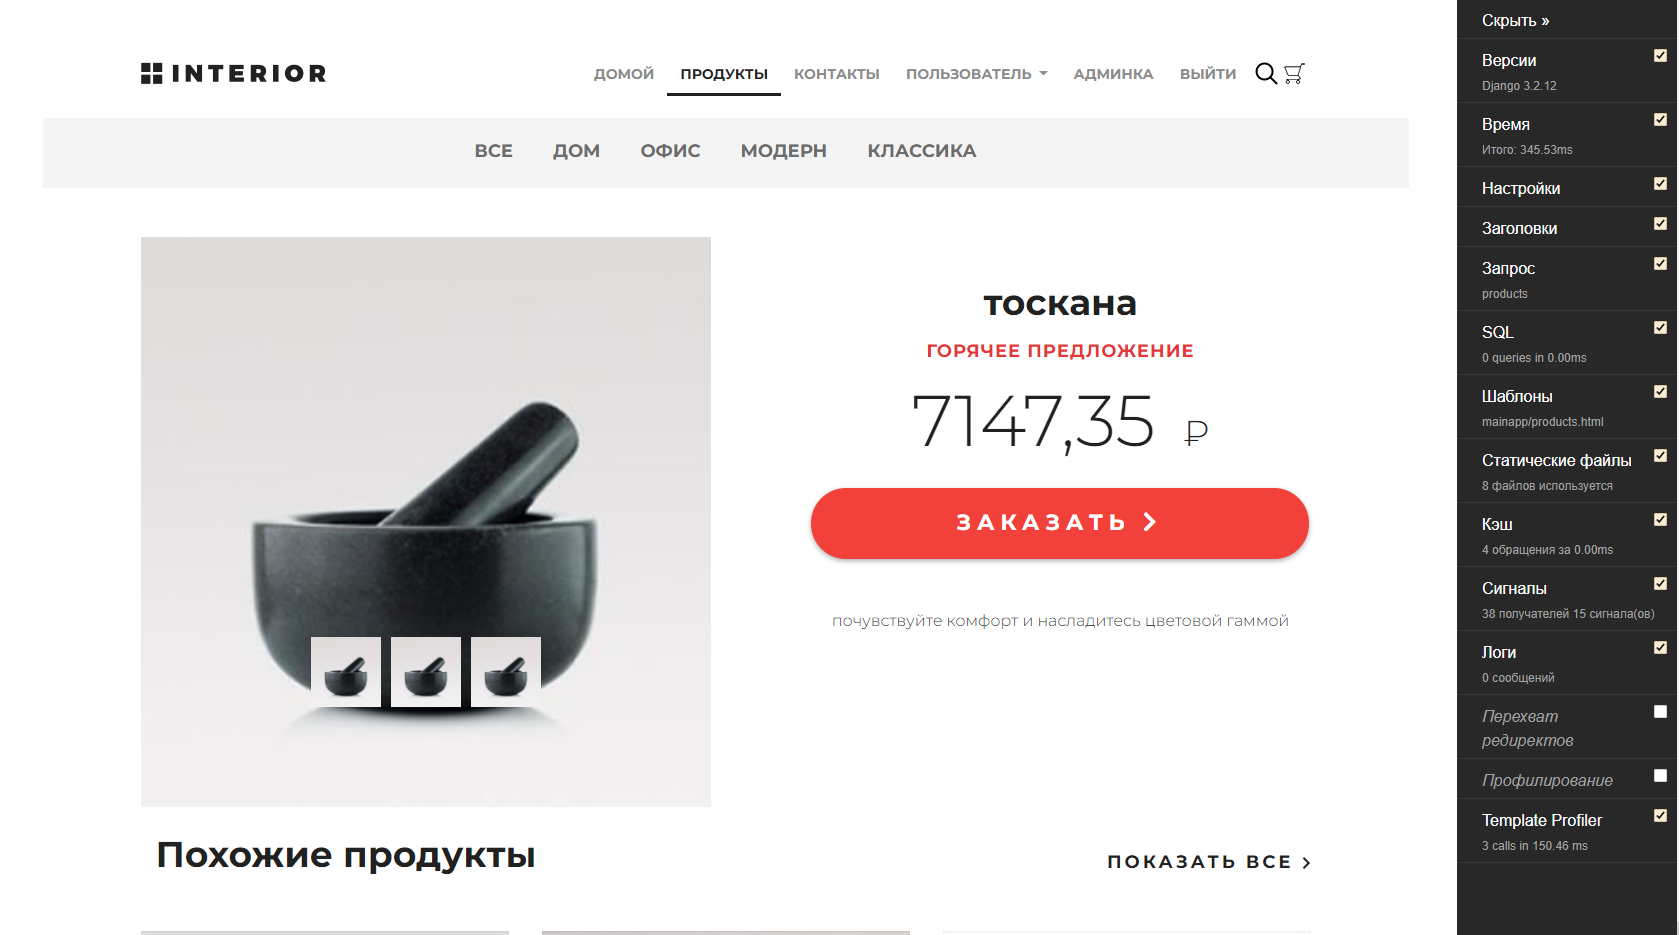 INTERIOR
ДОМОЙ ПРОДУКТЫ КОНТАКТЫ ПОЛЬЗОВАТЕЛЬ АДМИНКА ВЫЙТИ
ВСЕ ДОМ ОФИС МОДЕРН КЛАССИКА
тоскана
ГОРЯЧЕЕ ПРЕДЛОЖЕНИЕ
7147,35 ₽
ЗАКАЗАТЬ
почувствуйте комфорт и насладитесь цветовой гаммой
Похожие продукты
ПОКАЗАТЬ ВСЕ
Скрыть »
Версии
Django 3.2.12
Время
Итого: 345.53ms
Настройки
Заголовки
Запрос
products
SQL
0 queries in 0.00ms
Шаблоны
mainapp/products.html
Статические файлы
8 файлов используется
Кэш
4 обращения за 0.00ms
Сигналы
38 получателей 15 сигнала(ов)
Логи
0 сообщений
Перехват
редиректов
Профилирование
Template Profiler
3 calls in 150.46 ms